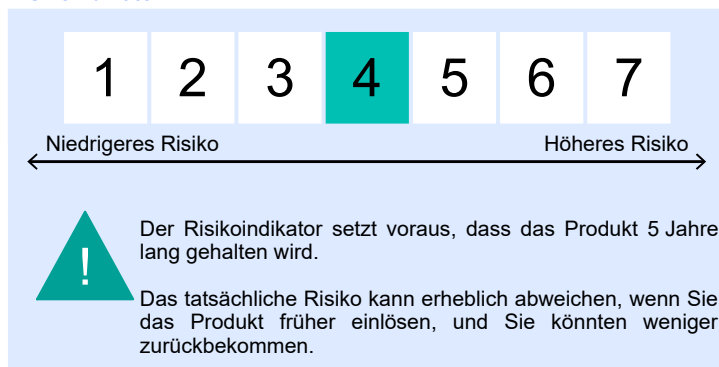 1 2 3 4 5 6 7
Niedrigeres Risiko Höheres Risiko
!
Der Risikoindikator setzt voraus, dass das Produkt 5 Jahre
lang gehalten wird.
Das tatsächliche Risiko kann erheblich abweichen, wenn Sie
das Produkt früher einlösen, und Sie könnten weniger
zurückbekommen.